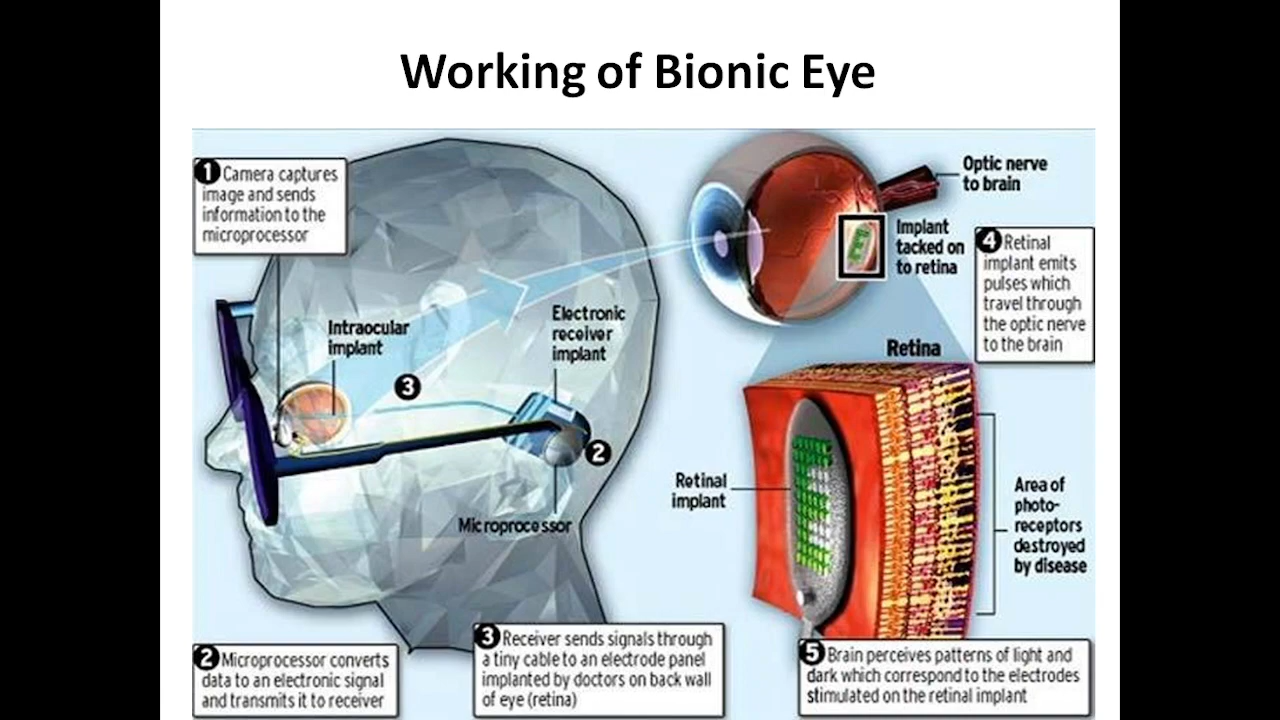 Working of Bionic Eye
1 Camera captures
image and sends
information to the
microprocessor
Optic nerve
to brain
Implant
tacked on
to retina
4 Retinal
implant emits
pulses which
travel through
the optic nerve
to the brain
Intraocular
implant
Electronic
receiver
implant
3
2
Microprocessor
Retina
E
Retinal
implant
E
Area of
photo-
receptors
destroyed
by disease
2 Microprocessor converts
data to an electronic signal
and transmits it to receiver
3 Receiver sends signals through
a tiny cable to an electrode panel
implanted by doctors on back wall
of eye (retina)
5 Brain perceives patterns of light and
dark which correspond to the electrodes
stimulated on the retinal implant